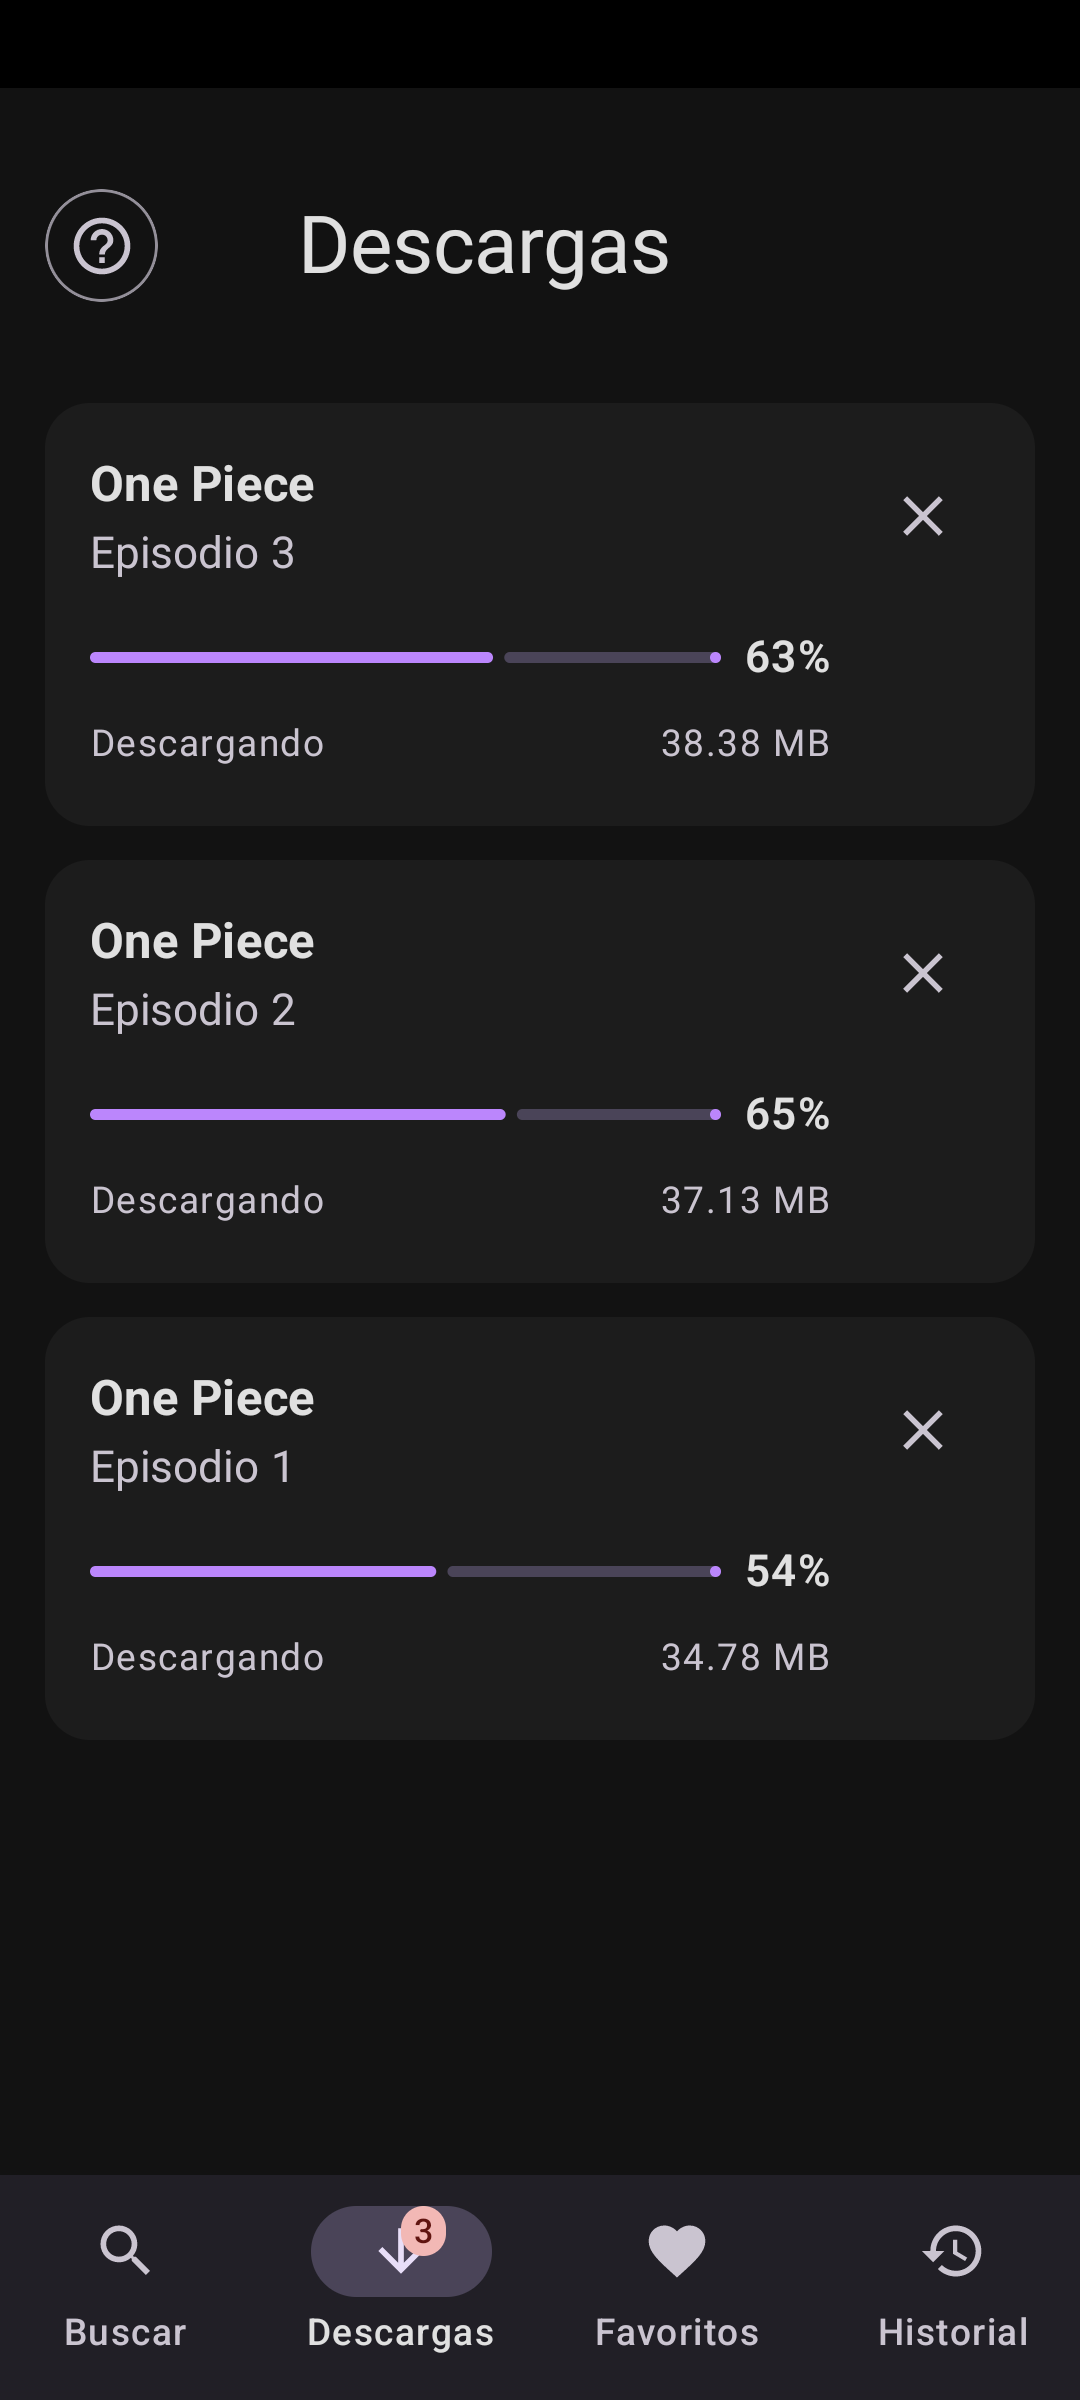 Descargas
One Piece
Episodio 3
63%
Descargando 38.38 MB
One Piece
Episodio 2
65%
Descargando 37.13 MB
One Piece
Episodio 1
54%
Descargando 34.78 MB
3
Buscar Descargas Favoritos Historial